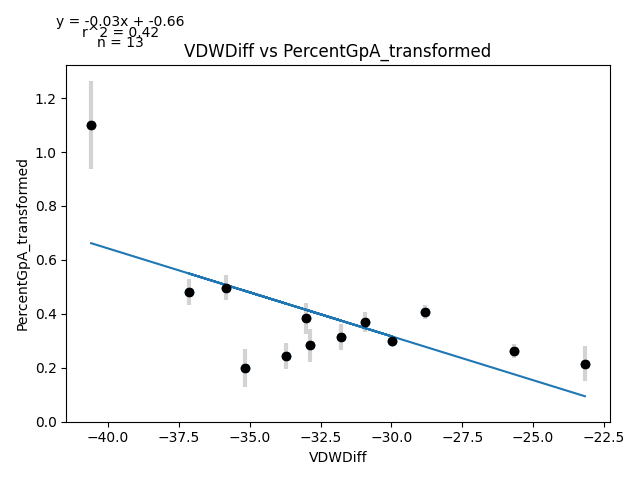 y = -0.03x + -0.66
r^2 = 0.42
n = 13
VDWDiff vs PercentGpA_transformed
PercentGpA_transformed
1.2
1.0
0.8
0.6
0.4
0.2
0.0
−40.0 −37.5 −35.0 −32.5 −30.0 −27.5 −25.0 −22.5
VDWDiff